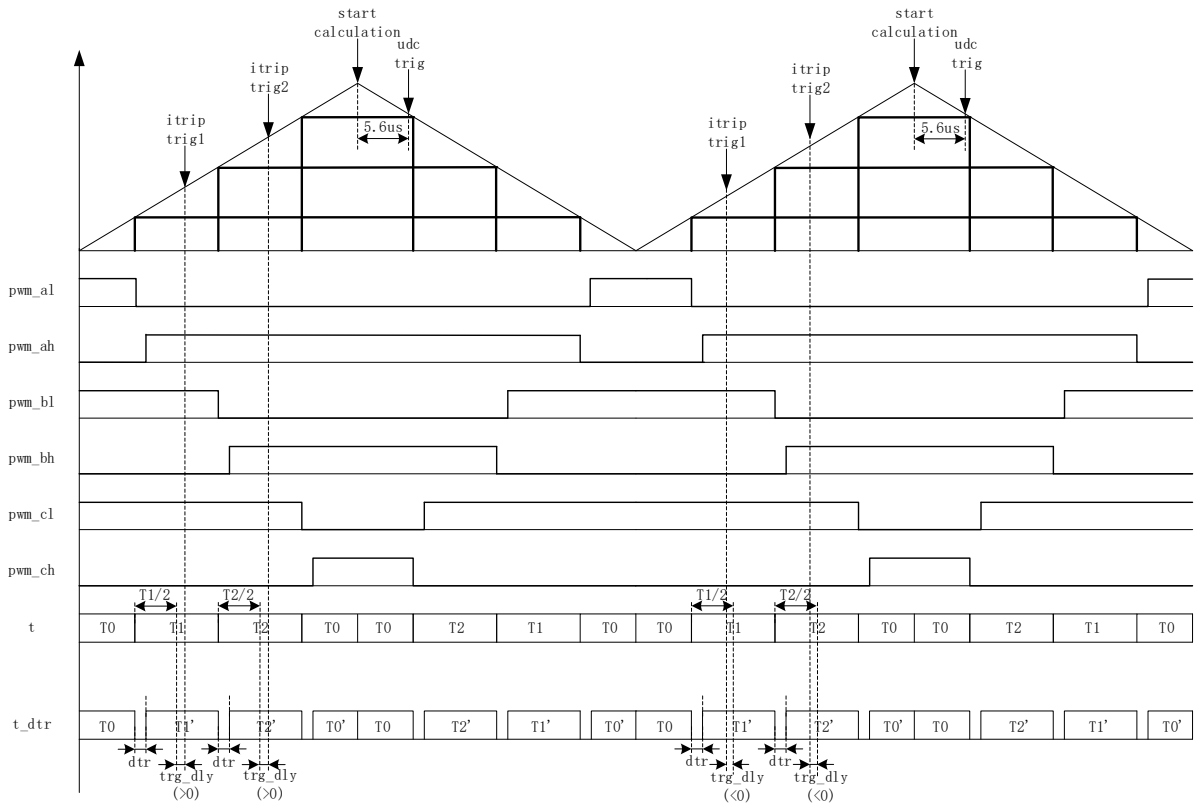 start
calculation
udc
trig
itrip
trig2
itrip
trig1
5.6us
start
calculation
udc
trig
itrip
trig2
itrip
trig1
5.6us
pwm_al
pwm_ah
pwm_bl
pwm_bh
pwm_cl
pwm_ch
T1/2 T2/2 T1/2 T2/2
t T0 T1 T2 T0 T0 T2 T1 T0 T0 T1 T2 T0 T0 T2 T1 T0
t_dtr T0 T1' T2' T0' T0 T2' T1' T0' T0 T1' T2' T0' T0 T2' T1' T0'
dtr dtr dtr dtr
trg_dly trg_dly trg_dly trg_dly
(>0) (>0) (<0) (<0)